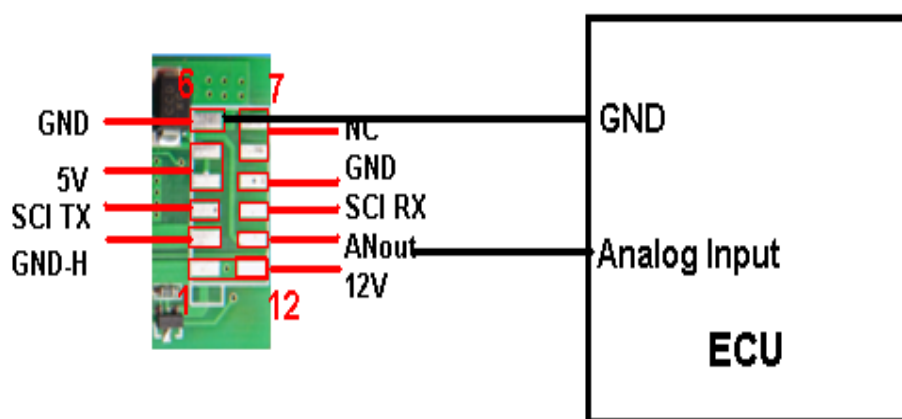 6
7
GND
NC
GND
5V
GND
SCI TX
SCI RX
GND-H
ANout
Analog Input
12V
1
12
ECU